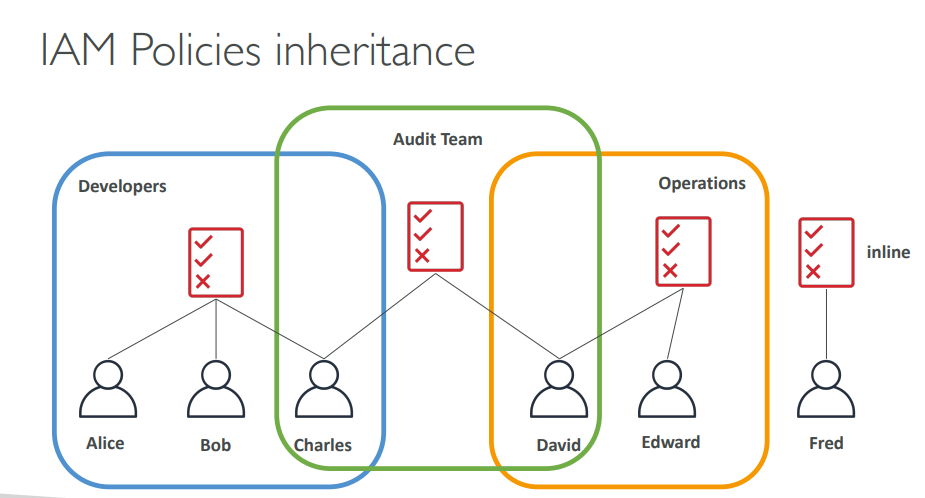 IAM Policies inheritance
Audit Team
Developers
Operations
inline
Alice
Bob
Charles
David
Edward
Fred